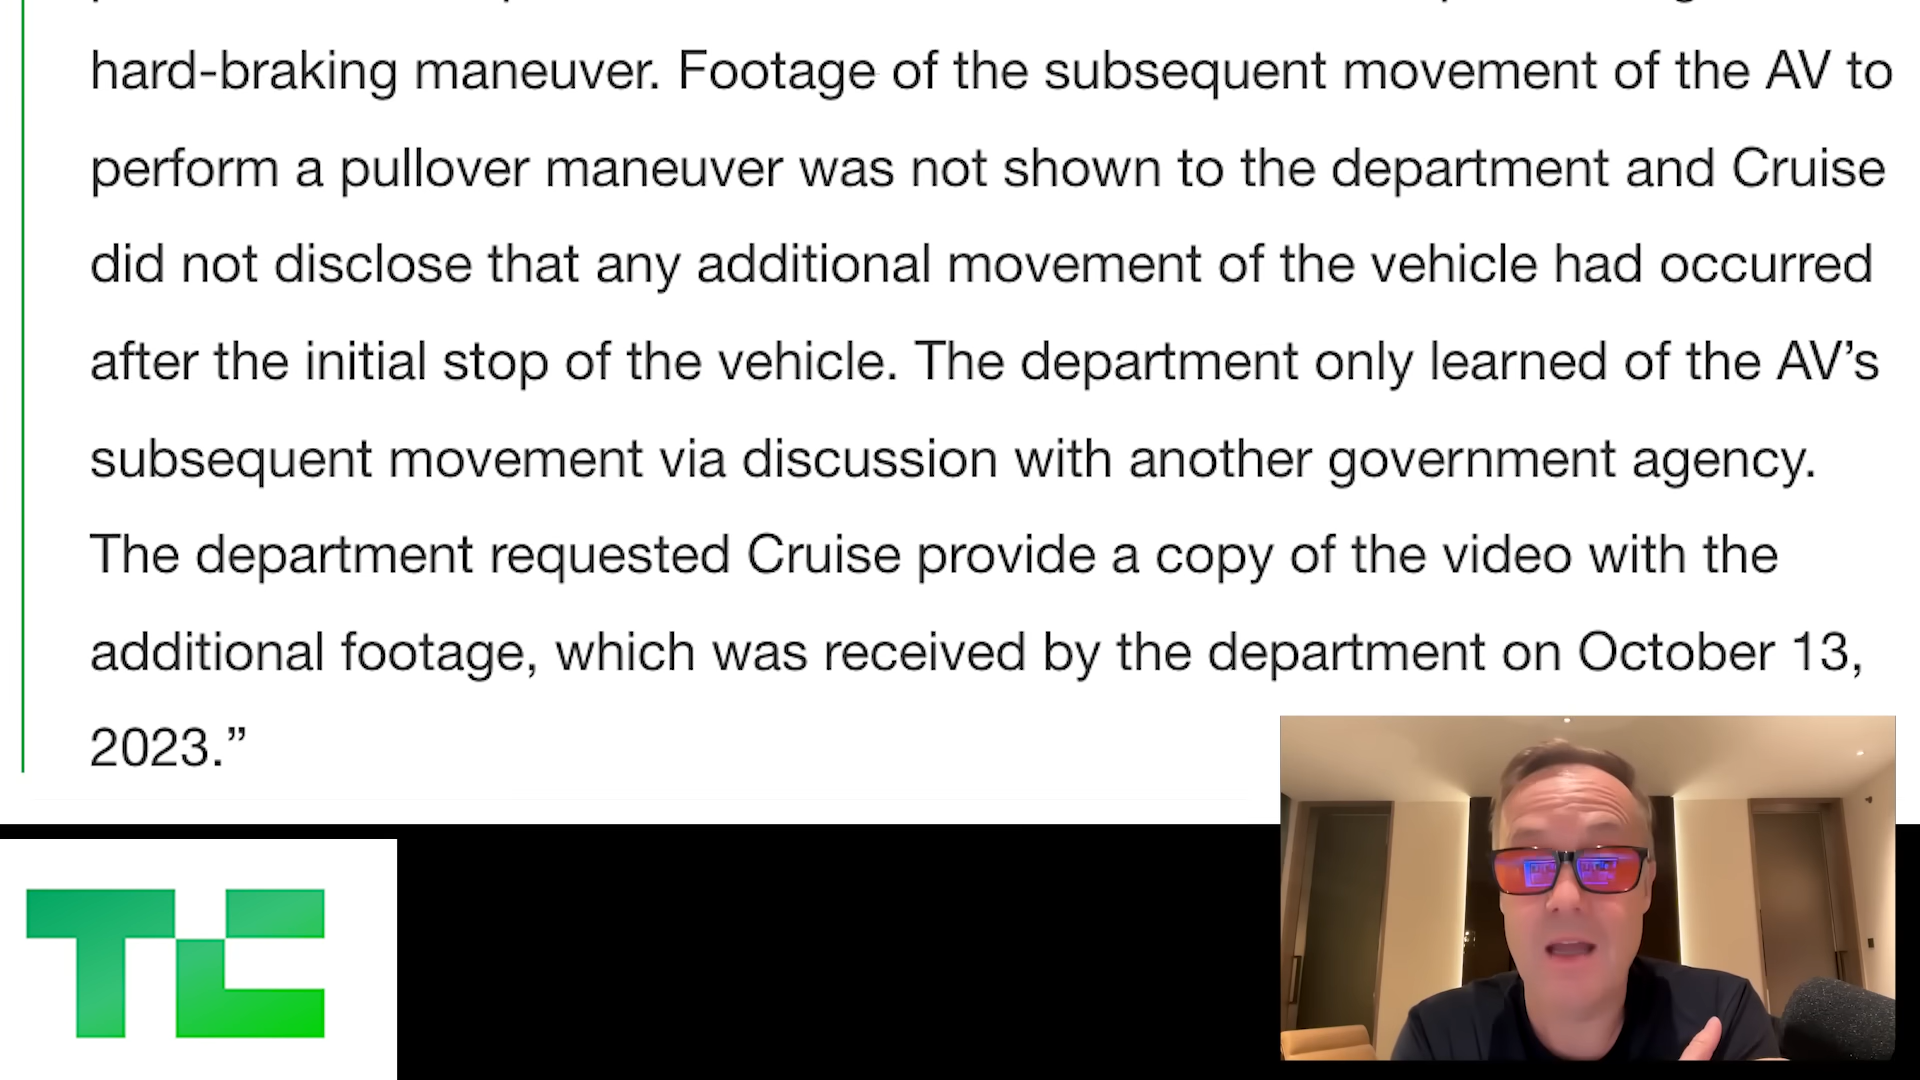 hard-braking maneuver. Footage of the subsequent movement of the AV to
perform a pullover maneuver was not shown to the department and Cruise
did not disclose that any additional movement of the vehicle had occurred
after the initial stop of the vehicle. The department only learned of the AV’s
subsequent movement via discussion with another government agency.
The department requested Cruise provide a copy of the video with the
additional footage, which was received by the department on October 13,
2023.”
TC